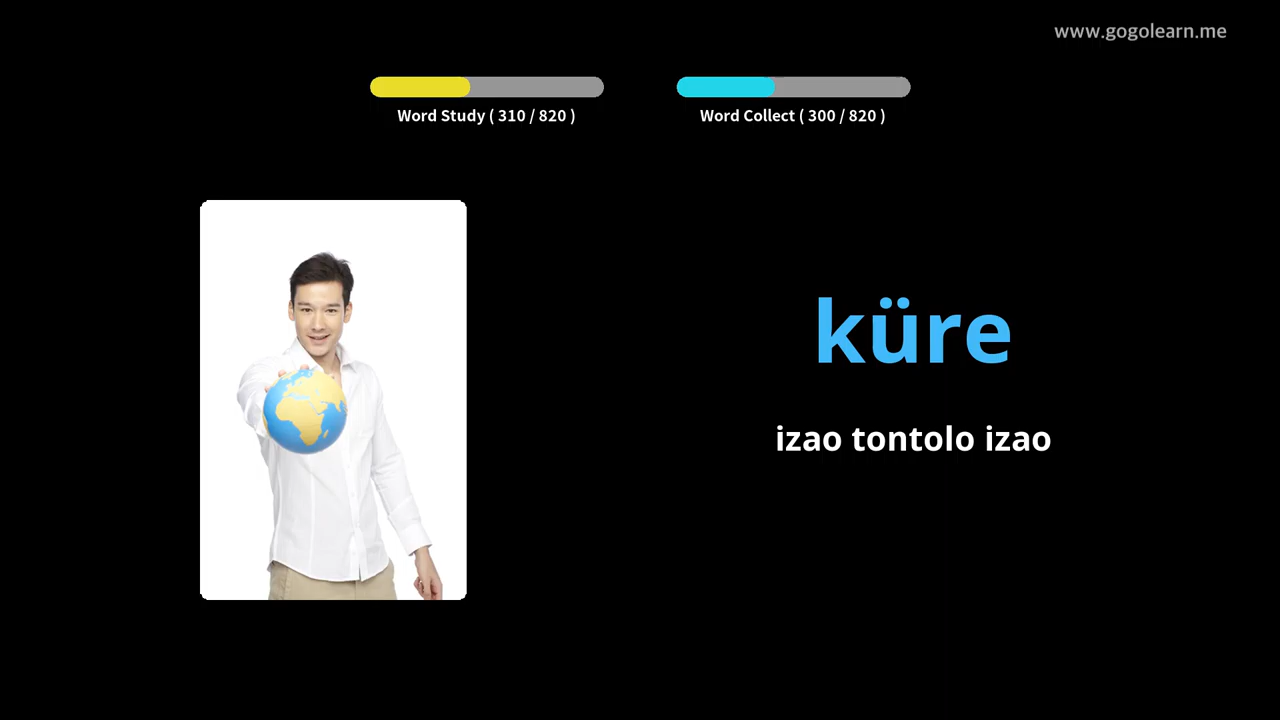 www.gogolearn.me
Word Study ( 310 / 820 )
Word Collect ( 300 / 820 )
küre
izao tontolo izao